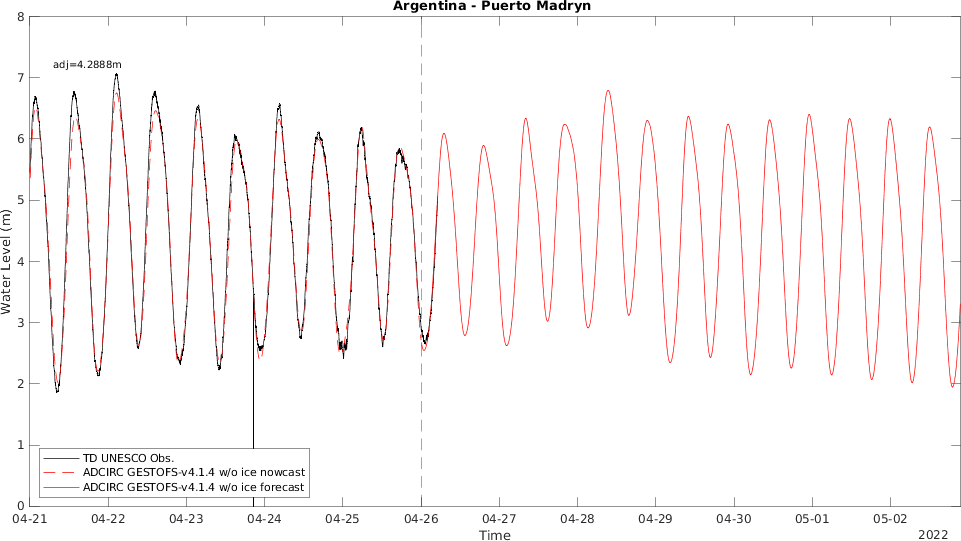 Argentina - Puerto Madryn
8
7
6
5
4
3
2
1
0
Water Level (m)
adj=4.2888m
TD UNESCO Obs.
ADCIRC GESTOFS-v4.1.4 w/o ice nowcast
ADCIRC GESTOFS-v4.1.4 w/o ice forecast
04-21 04-22 04-23 04-24 04-25 04-26 04-27 04-28 04-29 04-30 05-01 05-02
Time
2022